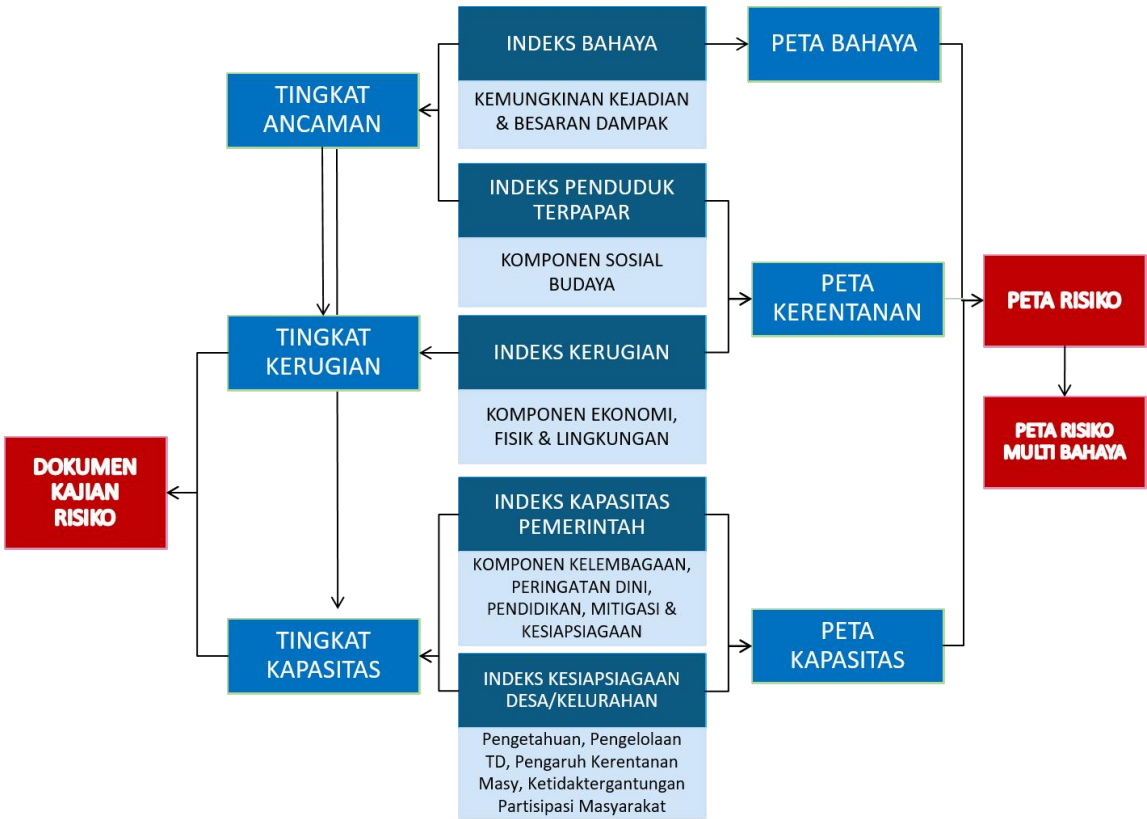 INDEKS BAHAYA
KEMUNGKINAN KEJADIAN
& BESARAN DAMPAK
PETA BAHAYA
TINGKAT
ANCAMAN
INDEKS PENDUDUK
TERPAPAR
KOMPONEN SOSIAL
BUDAYA
PETA
KERENTANAN
PETA RISIKO
TINGKAT
KERUGIAN
INDEKS KERUGIAN
KOMPONEN EKONOMI,
FISIK & LINGKUNGAN
PETA RISIKO
MULTI BAHAYA
DOKUMEN
KAJIAN
RISIKO
INDEKS KAPASITAS
PEMERINTAH
KOMPONEN KELEMBAGAAN,
PERINGATAN DINI,
PENDIDIKAN, MITIGASI &
KESIAPSIAGAAN
TINGKAT
KAPASITAS
PETA
KAPASITAS
INDEKS KESIAPSIAGAAN
DESA/KELURAHAN
Pengetahuan, Pengelolaan
TD, Pengaruh Kerentanan
Masy, Ketidaktergantungan
Partisipasi Masyarakat